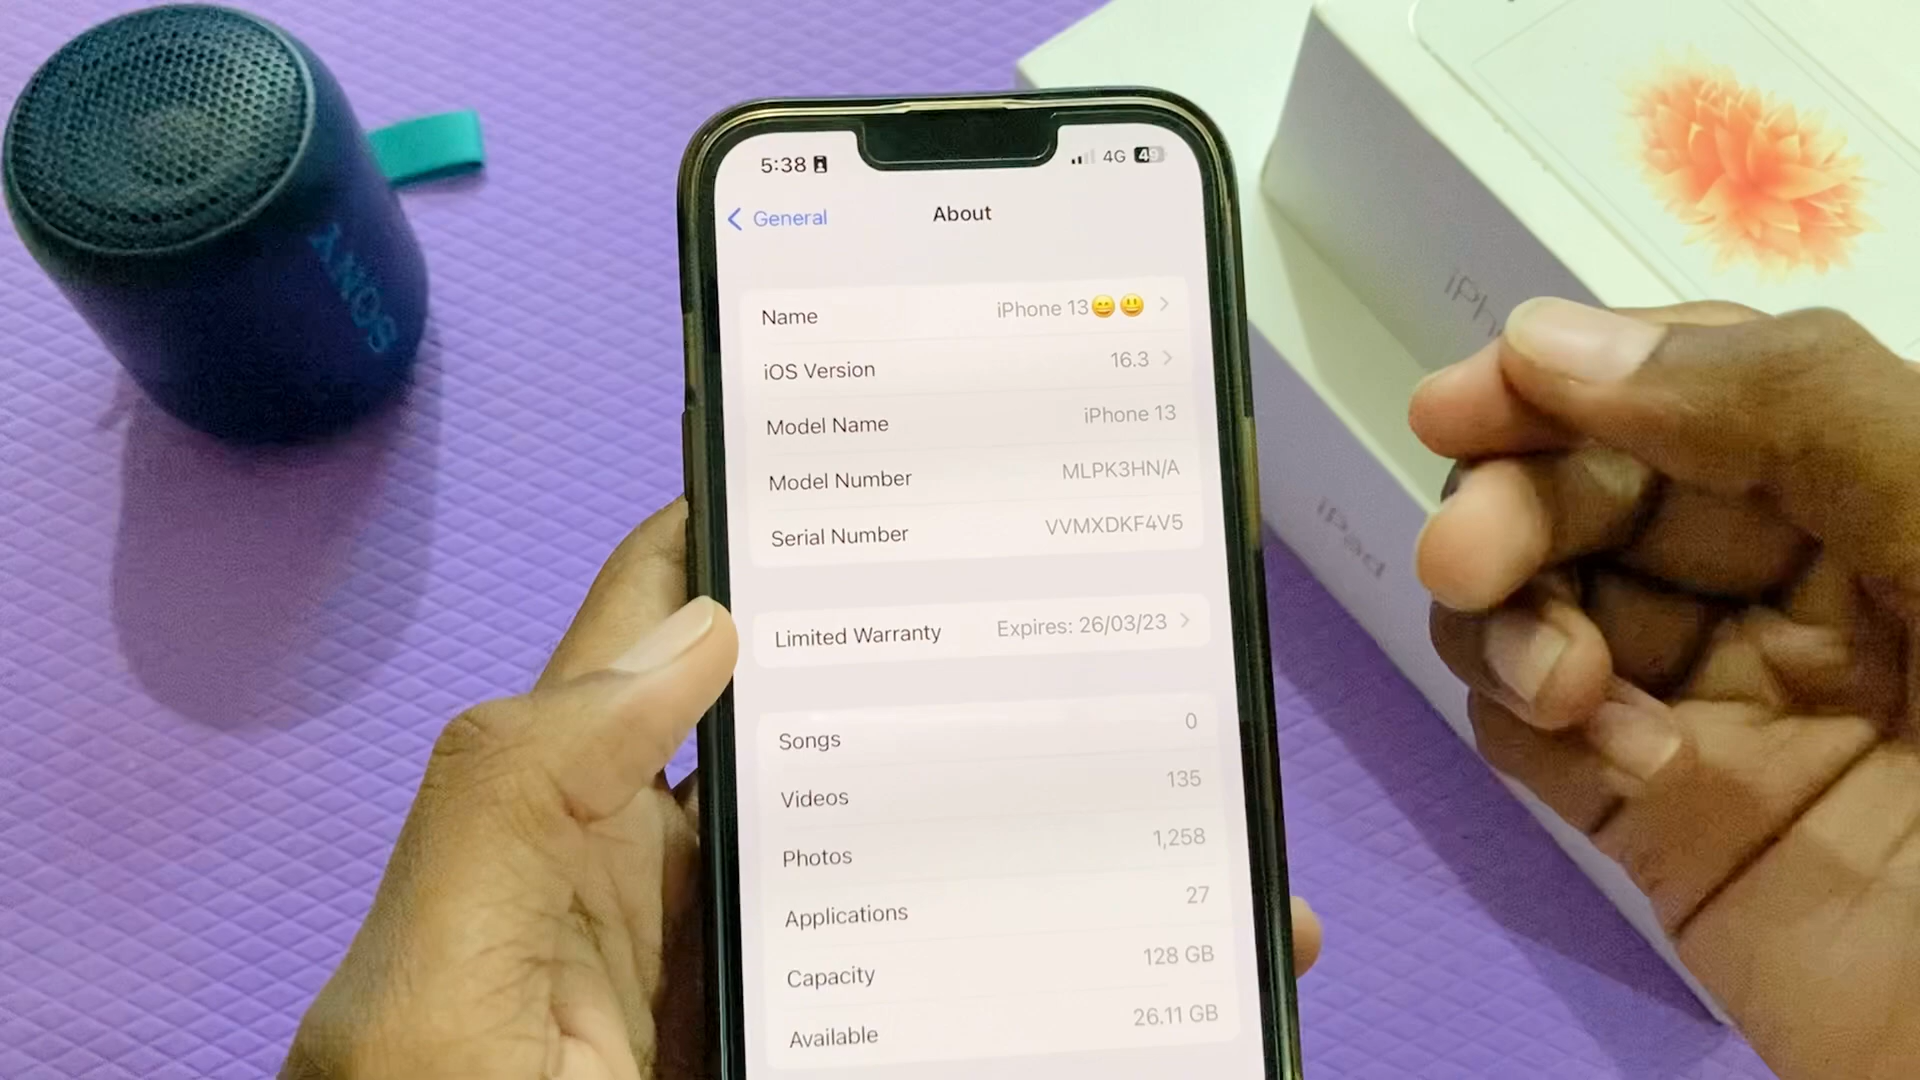 SONY
5:38 4G 49
General About
Name iPhone 13😄😃
iOS Version 16.3
Model Name iPhone 13
Model Number MLPK3HN/A
Serial Number VVMXDKF4V5
Limited Warranty Expires: 26/03/23
Songs 0
Videos 135
Photos 1,258
Applications 27
Capacity 128 GB
Available 26.11 GB
iPad